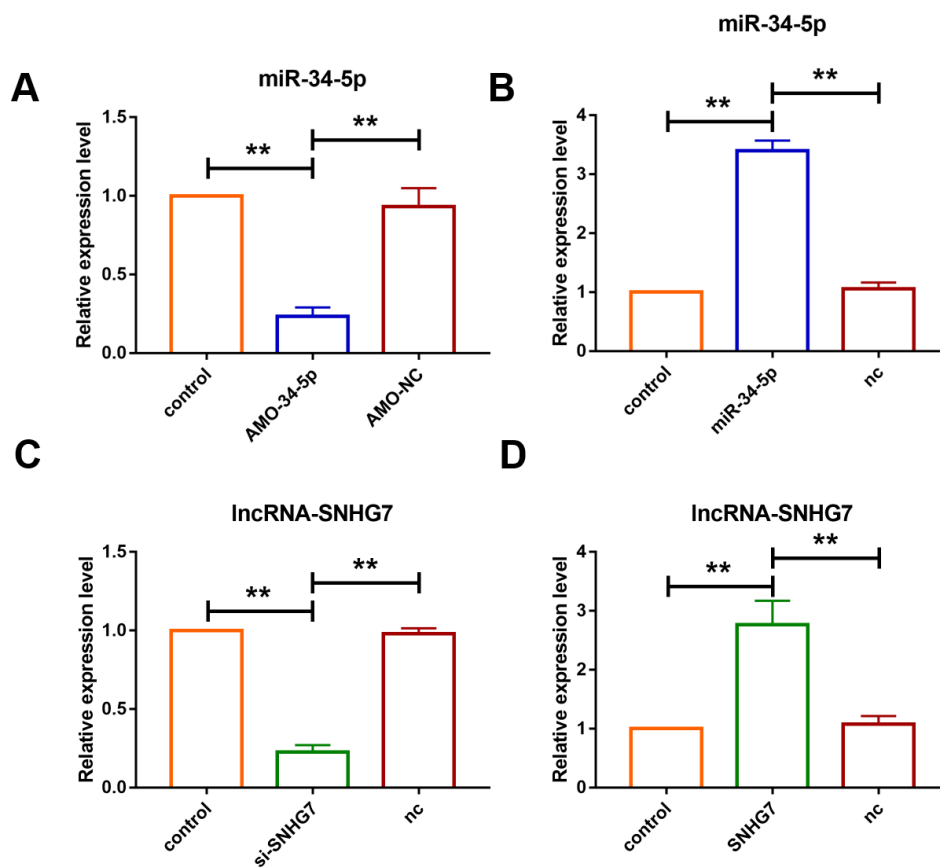 A
miR-34-5p
Relative expression level
1.5
1.0
0.5
0.0
**
**
control
AMO-34-5p
AMO-NC
B
miR-34-5p
Relative expression level
4
3
2
1
0
**
**
control
miR-34-5p
nc
C
lncRNA-SNHG7
Relative expression level
1.5
1.0
0.5
0.0
**
**
control
si-SNHG7
nc
D
lncRNA-SNHG7
Relative expression level
4
3
2
1
0
**
**
control
SNHG7
nc